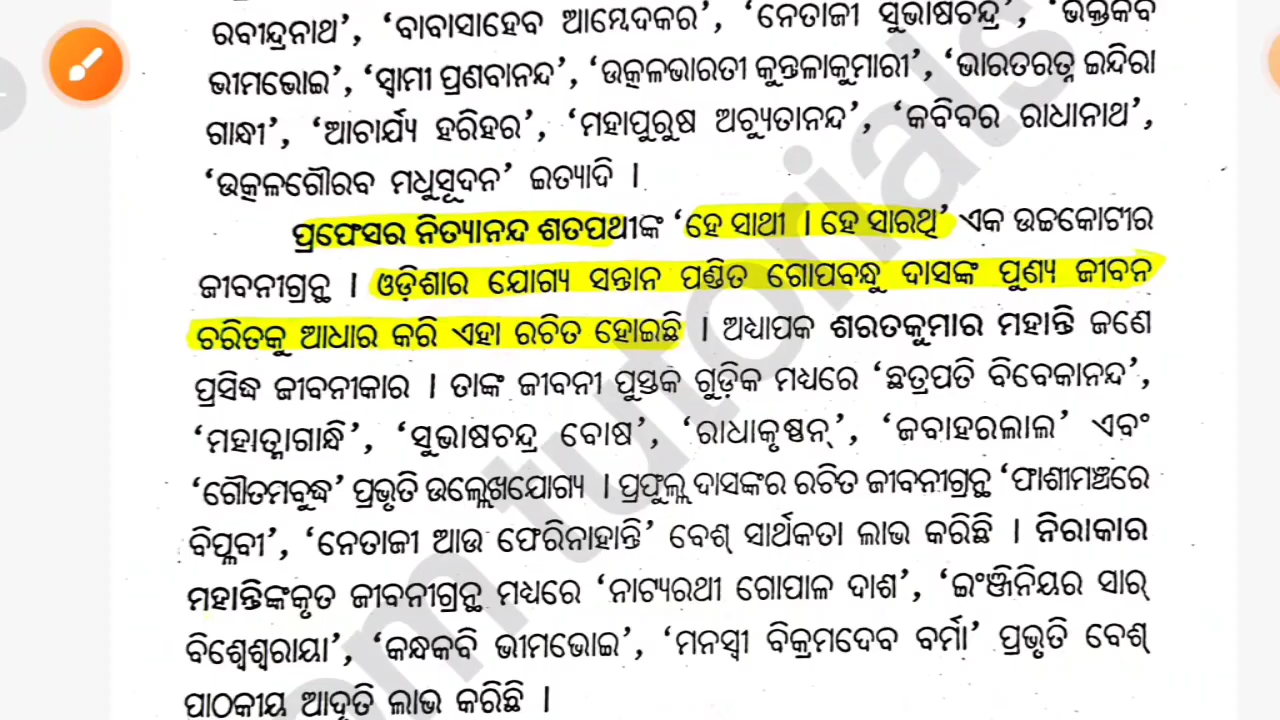 ରବୀନ୍ଦ୍ରନାଥ’, ‘ବାବାସାହେବ ଆମ୍ବେଦକର’, ‘ନେତାଜୀ ସୁଭାଷଚନ୍ଦ୍ର’, ‘ଭକ୍ତକବି
ଭୀମଭୋଇ’, ‘ସ୍ଵାମୀ ପ୍ରଣବାନନ୍ଦ’, ‘ଉତ୍କଳଭାରତୀ କୁନ୍ତଳାକୁମାରୀ’, ‘ଭାରତରତ୍ନ ଇନ୍ଦିରା
ଗାନ୍ଧୀ’, ‘ଆଚାର୍ଯ୍ୟ ହରିହର’, ‘ମହାପୁରୁଷ ଅଚ୍ୟୁତାନନ୍ଦ’, ‘କବିବର ରାଧାନାଥ’,
‘ଉତ୍କଳଗୌରବ ମଧୁସୂଦନ’ ଇତ୍ୟାଦି ।
ପ୍ରଫେସର ନିତ୍ୟାନନ୍ଦ ଶତପଥୀଙ୍କ ‘ହେ ସାଥୀ । ହେ ସାରଥି’ ଏକ ଉଚ୍ଚକୋଟୀର
ଜୀବନୀଗ୍ରନ୍ଥ । ଓଡ଼ିଶାର ଯୋଗ୍ୟ ସନ୍ତାନ ପଣ୍ଡିତ ଗୋପବନ୍ଧୁ ଦାସଙ୍କ ପୁଣ୍ୟ ଜୀବନ
ଚରିତକୁ ଆଧାର କରି ଏହା ରଚିତ ହୋଇଛି । ଅଧ୍ୟାପକ ଶରତକୁମାର ମହାନ୍ତି ଜଣେ
ପ୍ରସିଦ୍ଧ ଜୀବନୀକାର । ତାଙ୍କ ଜୀବନୀ ପୁସ୍ତକ ଗୁଡ଼ିକ ମଧ୍ୟରେ ‘ଛତ୍ରପତି ବିବେକାନନ୍ଦ’,
‘ମହାତ୍ମାଗାନ୍ଧି’, ‘ସୁଭାଷଚନ୍ଦ୍ର ବୋଷ’, ‘ରାଧାକୃଷ୍ଣନ୍’, ‘ଜବାହରଲାଲ’ ଏବଂ
‘ଗୌତମବୁଦ୍ଧ’ ପ୍ରଭୃତି ଉଲ୍ଲେଖଯୋଗ୍ୟ । ପ୍ରଫୁଲ୍ଲ ଦାସଙ୍କର ରଚିତ ଜୀବନୀଗ୍ରନ୍ଥ ‘ଫାଶୀମଞ୍ଚରେ
ବିପ୍ଳବୀ’, ‘ନେତାଜୀ ଆଉ ଫେରିନାହାନ୍ତି’ ବେଶ୍ ସାର୍ଥକତା ଲାଭ କରିଛି । ନିରାକାର
ମହାନ୍ତିଙ୍କକୃତ ଜୀବନୀଗ୍ରନ୍ଥ ମଧ୍ୟରେ ‘ନାଟ୍ୟରଥୀ ଗୋପାଳ ଦାଶ’, ‘ଇଂଞ୍ଜିନିୟର ସାର୍
ବିଶ୍ଵେଶ୍ଵରାୟା’, ‘କନ୍ଧକବି ଭୀମଭୋଇ’, ‘ମନସ୍ଵୀ ବିକ୍ରମଦେବ ବର୍ମା’ ପ୍ରଭୃତି ବେଶ୍
ପାଠକୀୟ ଆଦୃତି ଲାଭ କରିଛି ।
om tutorials